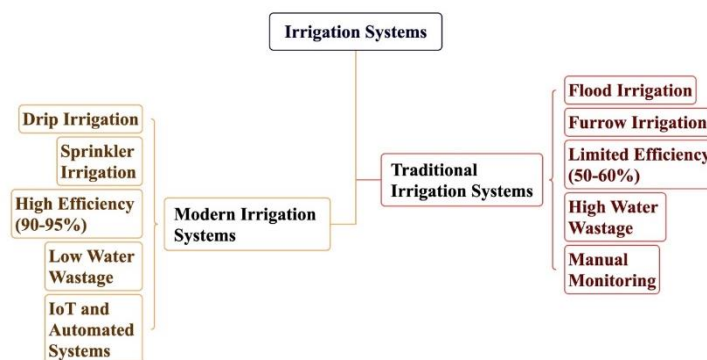 Irrigation Systems
Drip Irrigation
Sprinkler
Irrigation
High Efficiency
(90-95%)
Low Water
Wastage
IoT and
Automated
Systems
Modern Irrigation
Systems
Traditional
Irrigation Systems
Flood Irrigation
Furrow Irrigation
Limited Efficiency
(50-60%)
High Water
Wastage
Manual
Monitoring